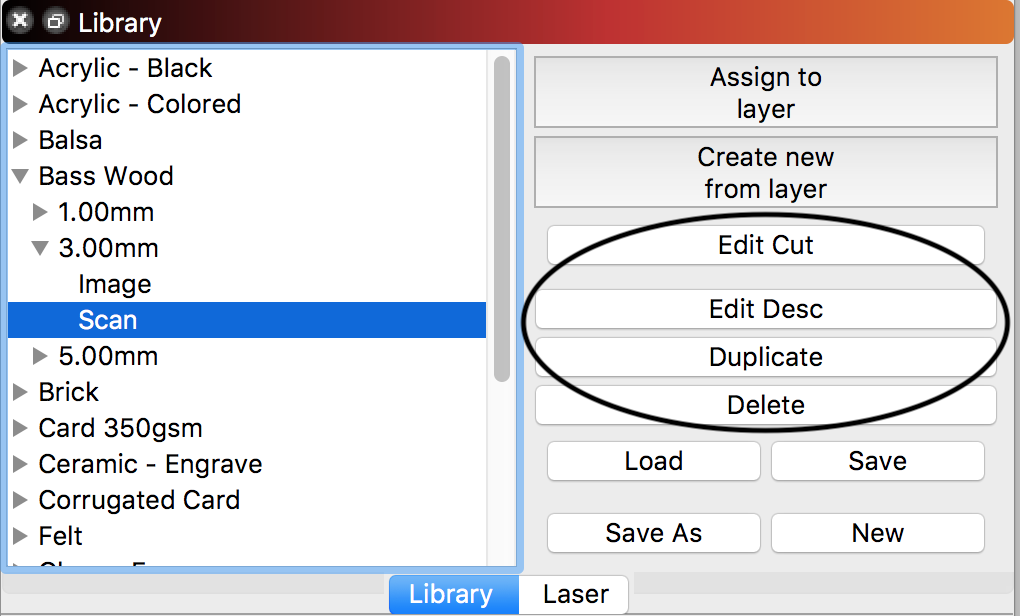 Library
Acrylic - Black
Acrylic - Colored
Balsa
Bass Wood
1.00mm
3.00mm
Image
Scan
5.00mm
Brick
Card 350gsm
Ceramic - Engrave
Corrugated Card
Felt
Assign to
layer
Create new
from layer
Edit Cut
Edit Desc
Duplicate
Delete
Load
Save
Save As
New
Library
Laser